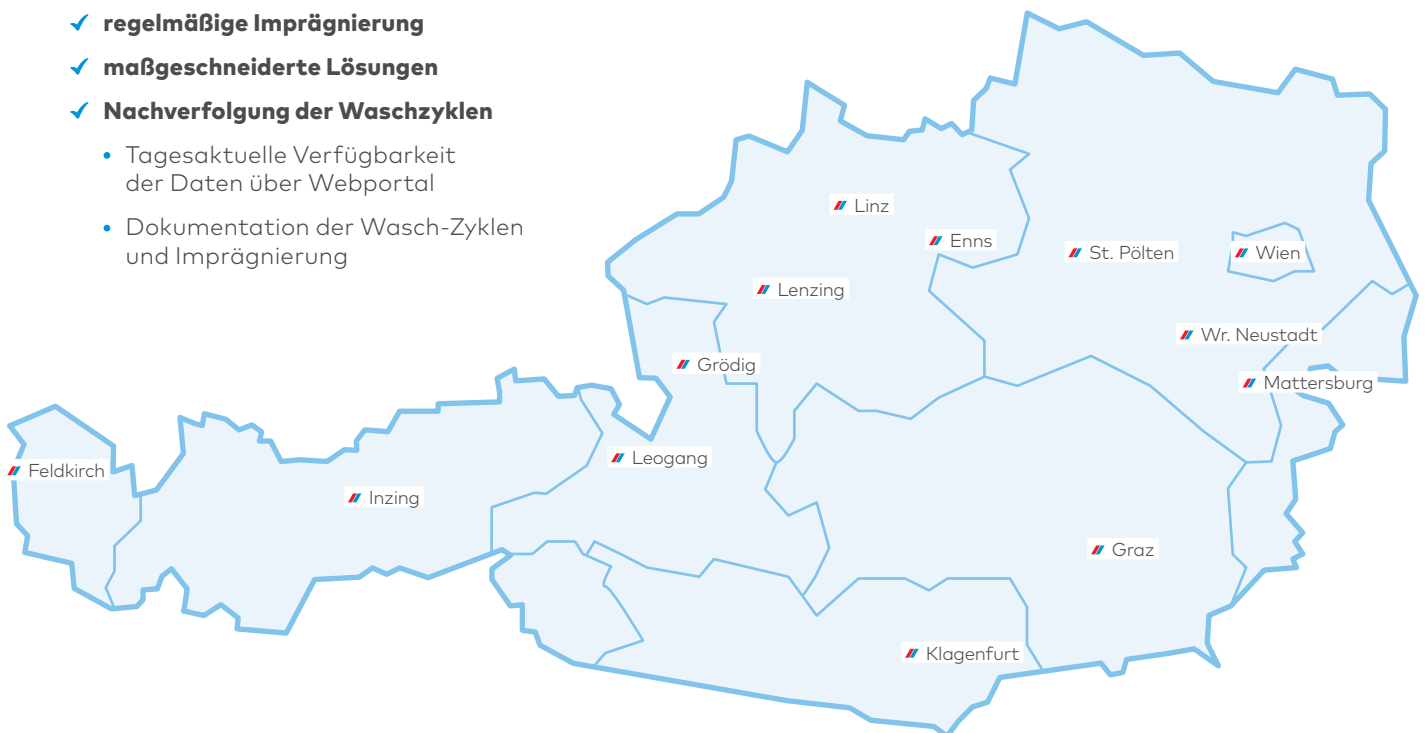 regelmäßige Imprägnierung
maßgeschneiderte Lösungen
Nachverfolgung der Waschzyklen
• Tagesaktuelle Verfügbarkeit
der Daten über Webportal
• Dokumentation der Wasch-Zyklen
und Imprägnierung
Linz
Enns
St. Pölten
Wien
Lenzing
Wr. Neustadt
Grödig
Mattersburg
Leogang
Feldkirch
Inzing
Graz
Klagenfurt